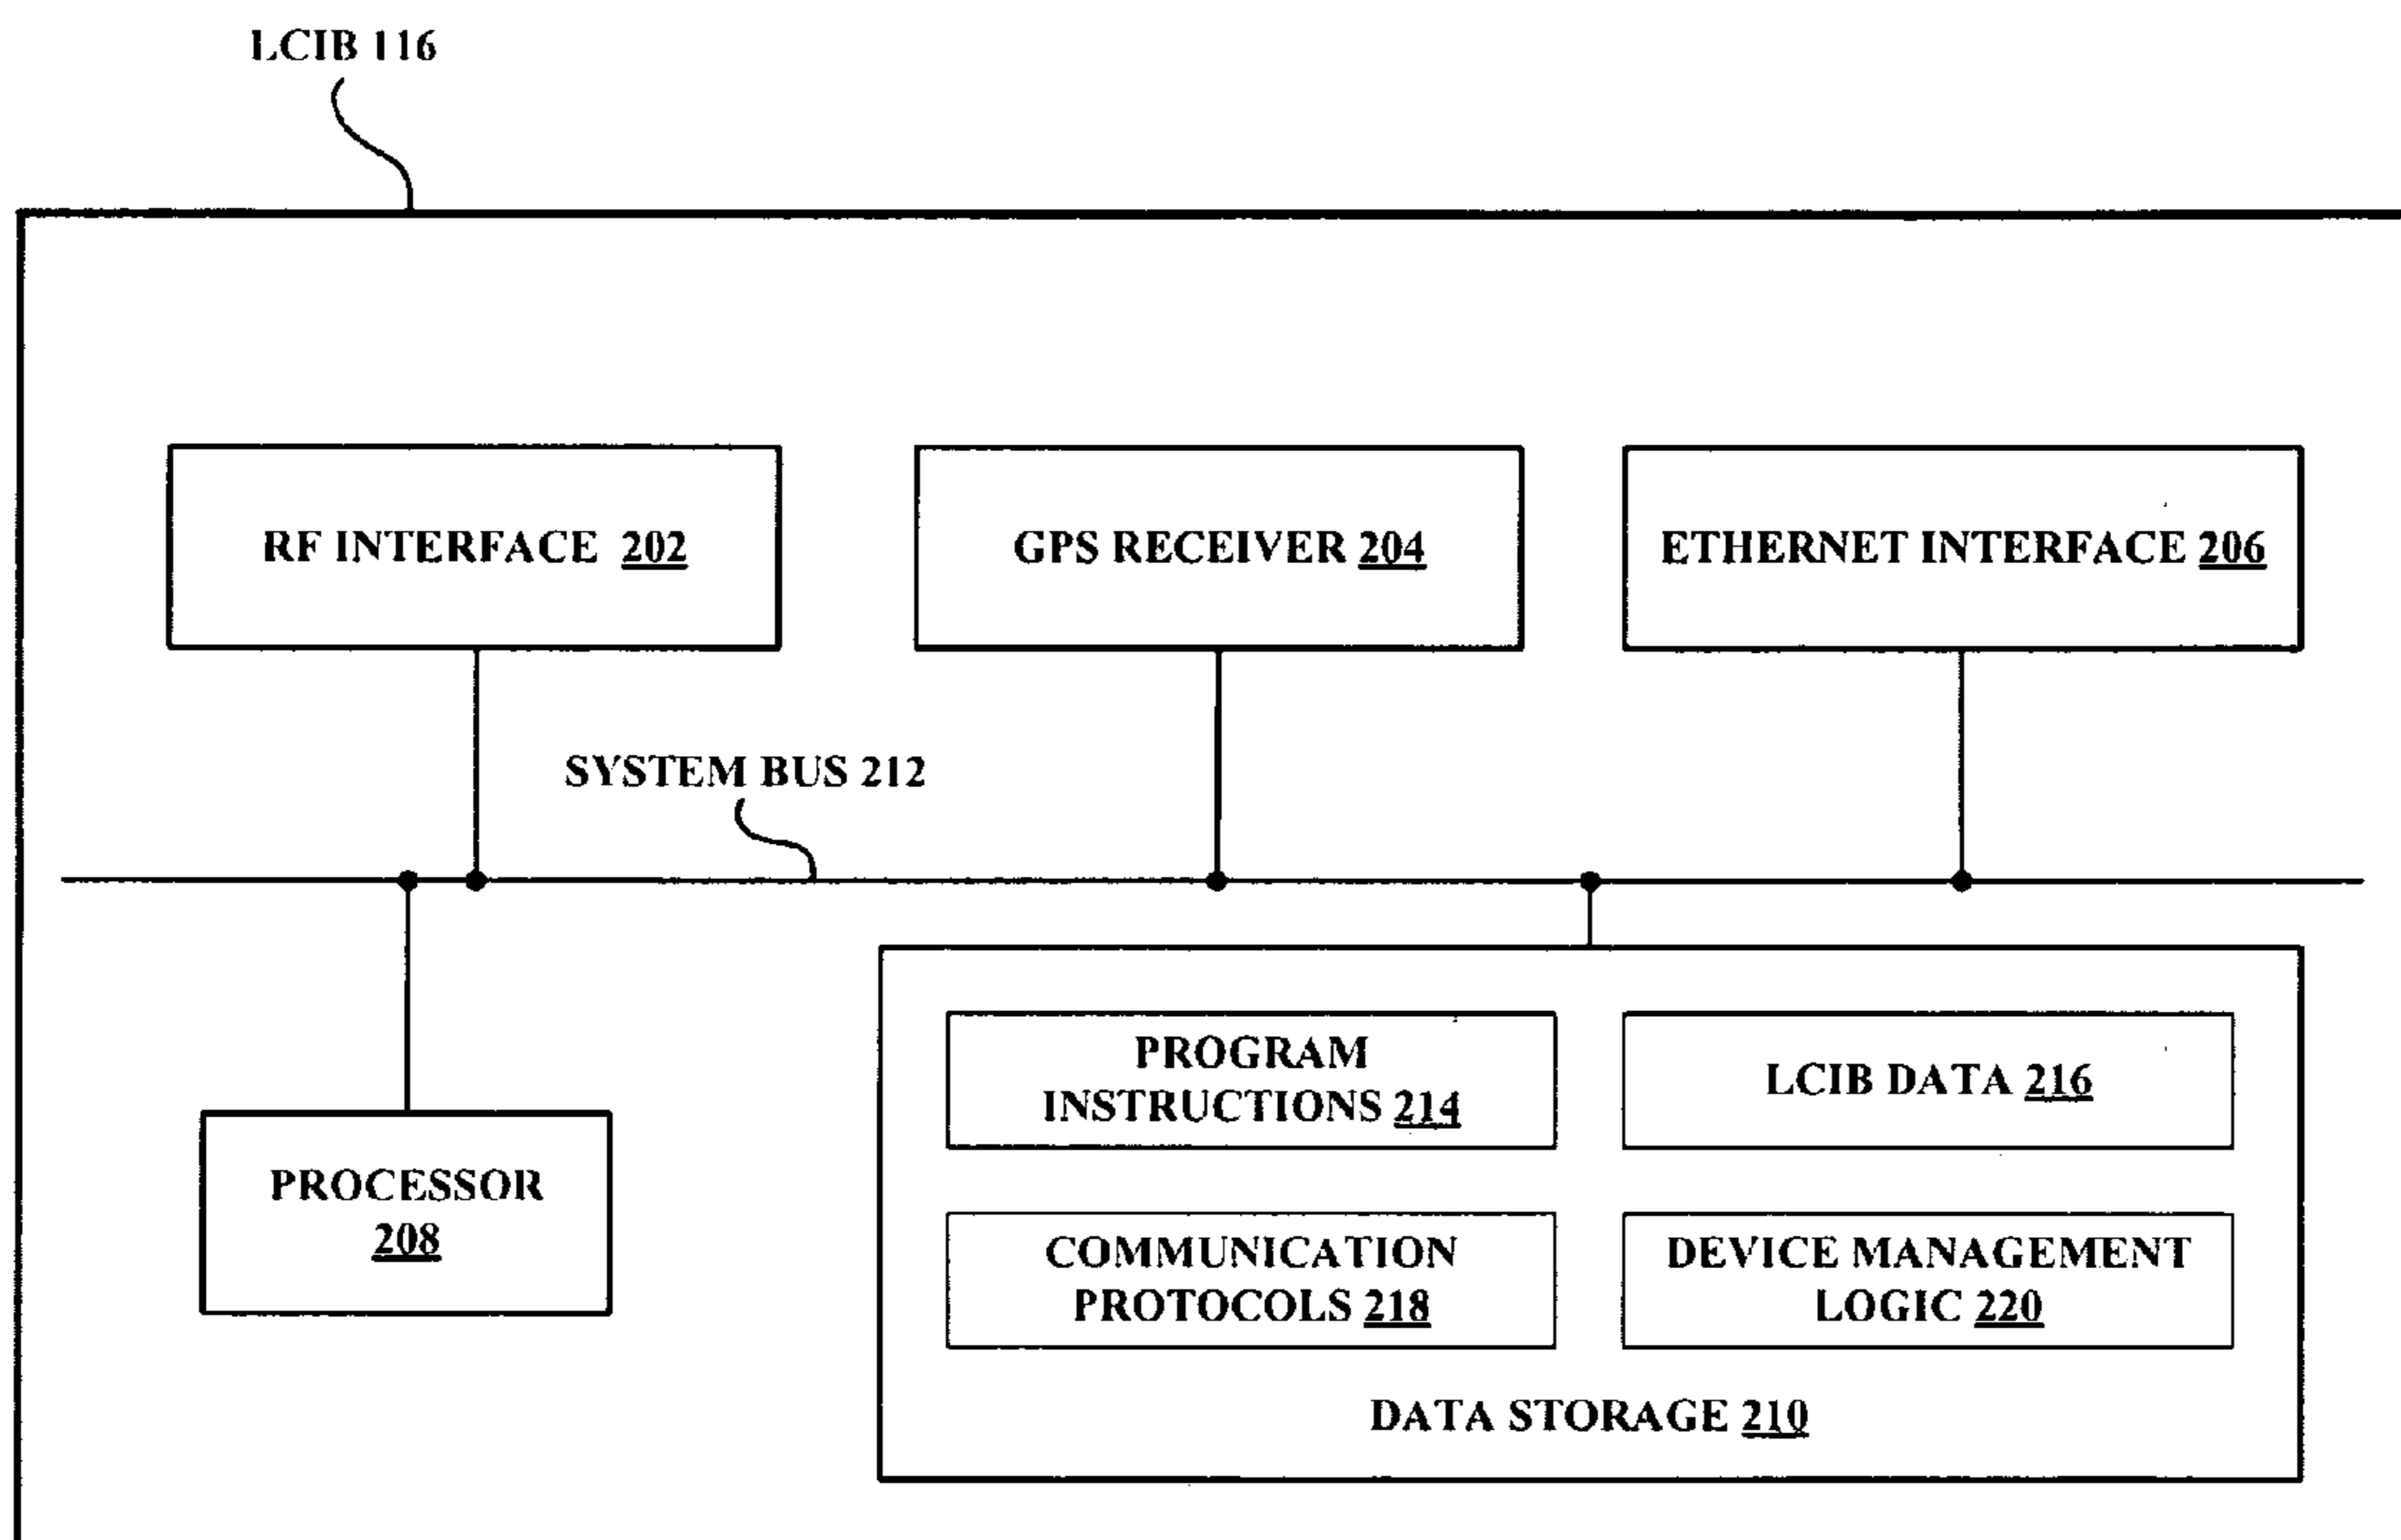 LCIB 116
RF INTERFACE 202
GPS RECEIVER 204
ETHERNET INTERFACE 206
SYSTEM BUS 212
PROGRAM
INSTRUCTIONS 214
LCIB DATA 216
PROCESSOR
208
COMMUNICATION
PROTOCOLS 218
DEVICE MANAGEMENT
LOGIC 220
DATA STORAGE 210